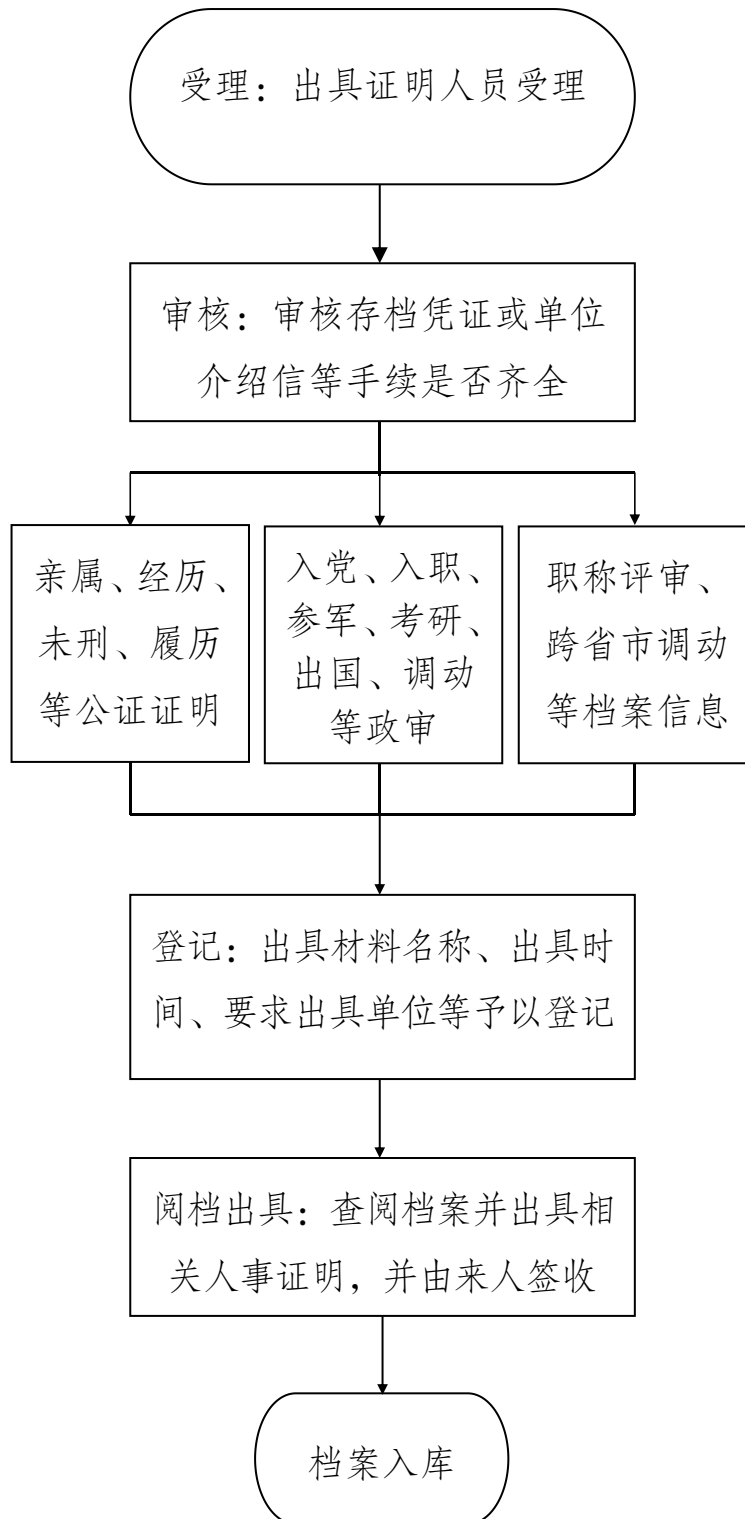 受理：出具证明人员受理
审核：审核存档凭证或单位
介绍信等手续是否齐全
亲属、经历、
未刑、履历
等公证证明
入党、入职、
参军、考研、
出国、调动
等政审
职称评审、
跨省市调动
等档案信息
登记：出具材料名称、出具时
间、要求出具单位等予以登记
阅档出具：查阅档案并出具相
关人事证明，并由来人签收
档案入库